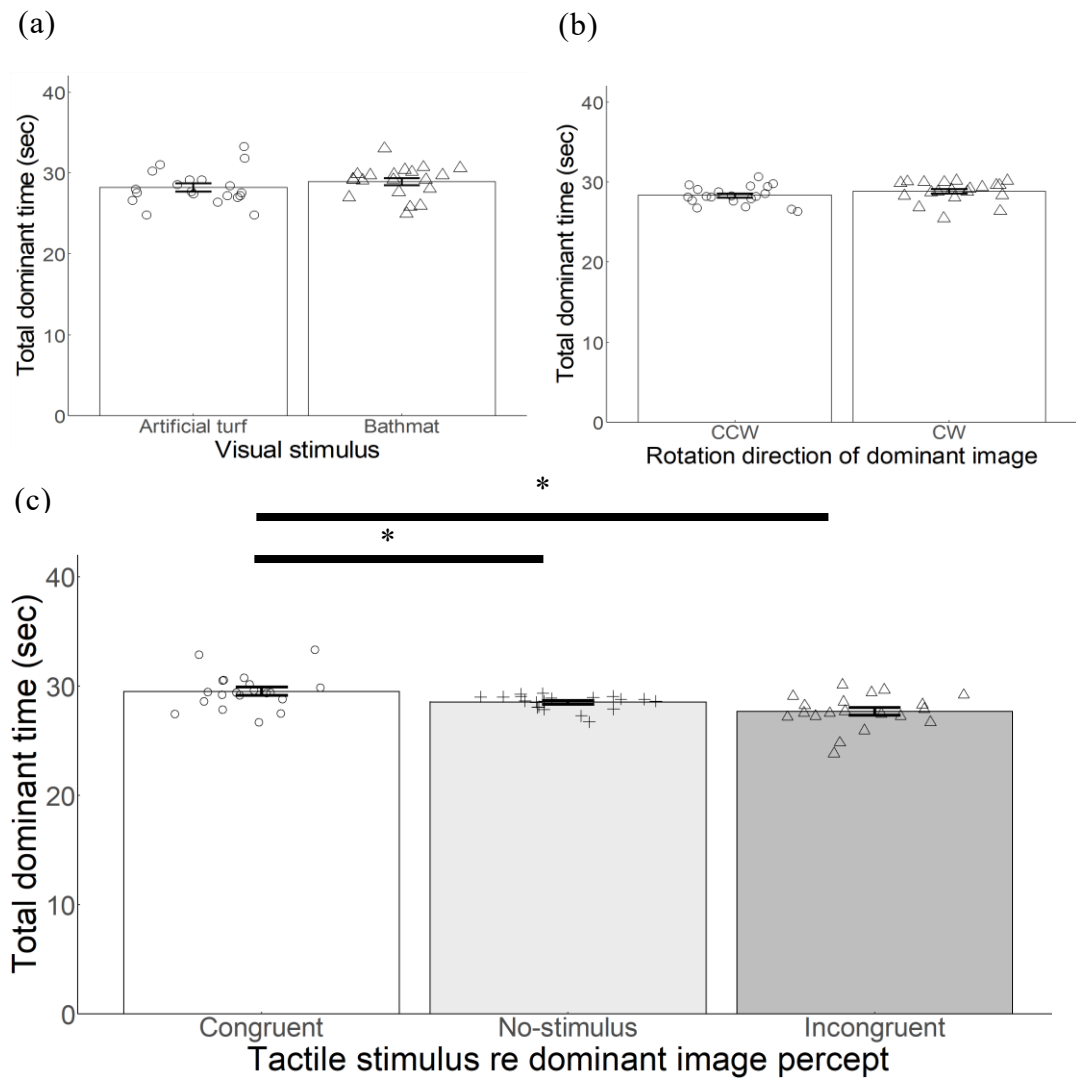 (a)
40
30
20
10
0
Total dominant time (sec)
Artificial turf Bathmat
Visual stimulus
(b)
40
30
20
10
0
Total dominant time (sec)
CCW CW
Rotation direction of dominant image
(c)
*
*
40
30
20
10
0
Total dominant time (sec)
Congruent No-stimulus Incongruent
Tactile stimulus re dominant image percept